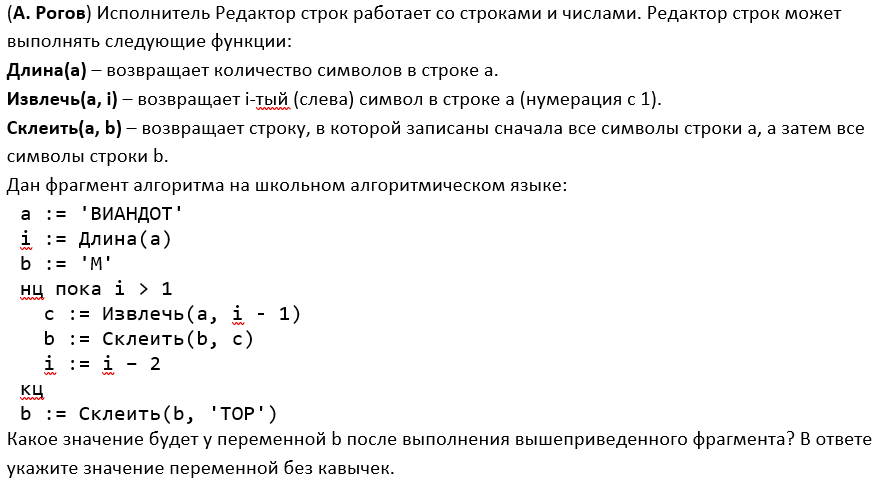 (А. Рогов) Исполнитель Редактор строк работает со строками и числами. Редактор строк может
выполнять следующие функции:
Длина(a) – возвращает количество символов в строке a.
Извлечь(a, i) – возвращает i-тый (слева) символ в строке a (нумерация с 1).
Склеить(a, b) – возвращает строку, в которой записаны сначала все символы строки a, а затем все
символы строки b.
Дан фрагмент алгоритма на школьном алгоритмическом языке:
a := 'ВИАНДОТ'
i := Длина(a)
b := 'М'
нц пока i > 1
c := Извлечь(a, i - 1)
b := Склеить(b, c)
i := i – 2
кц
b := Склеить(b, 'ТОР')
Какое значение будет у переменной b после выполнения вышеприведенного фрагмента? В ответе
укажите значение переменной без кавычек.